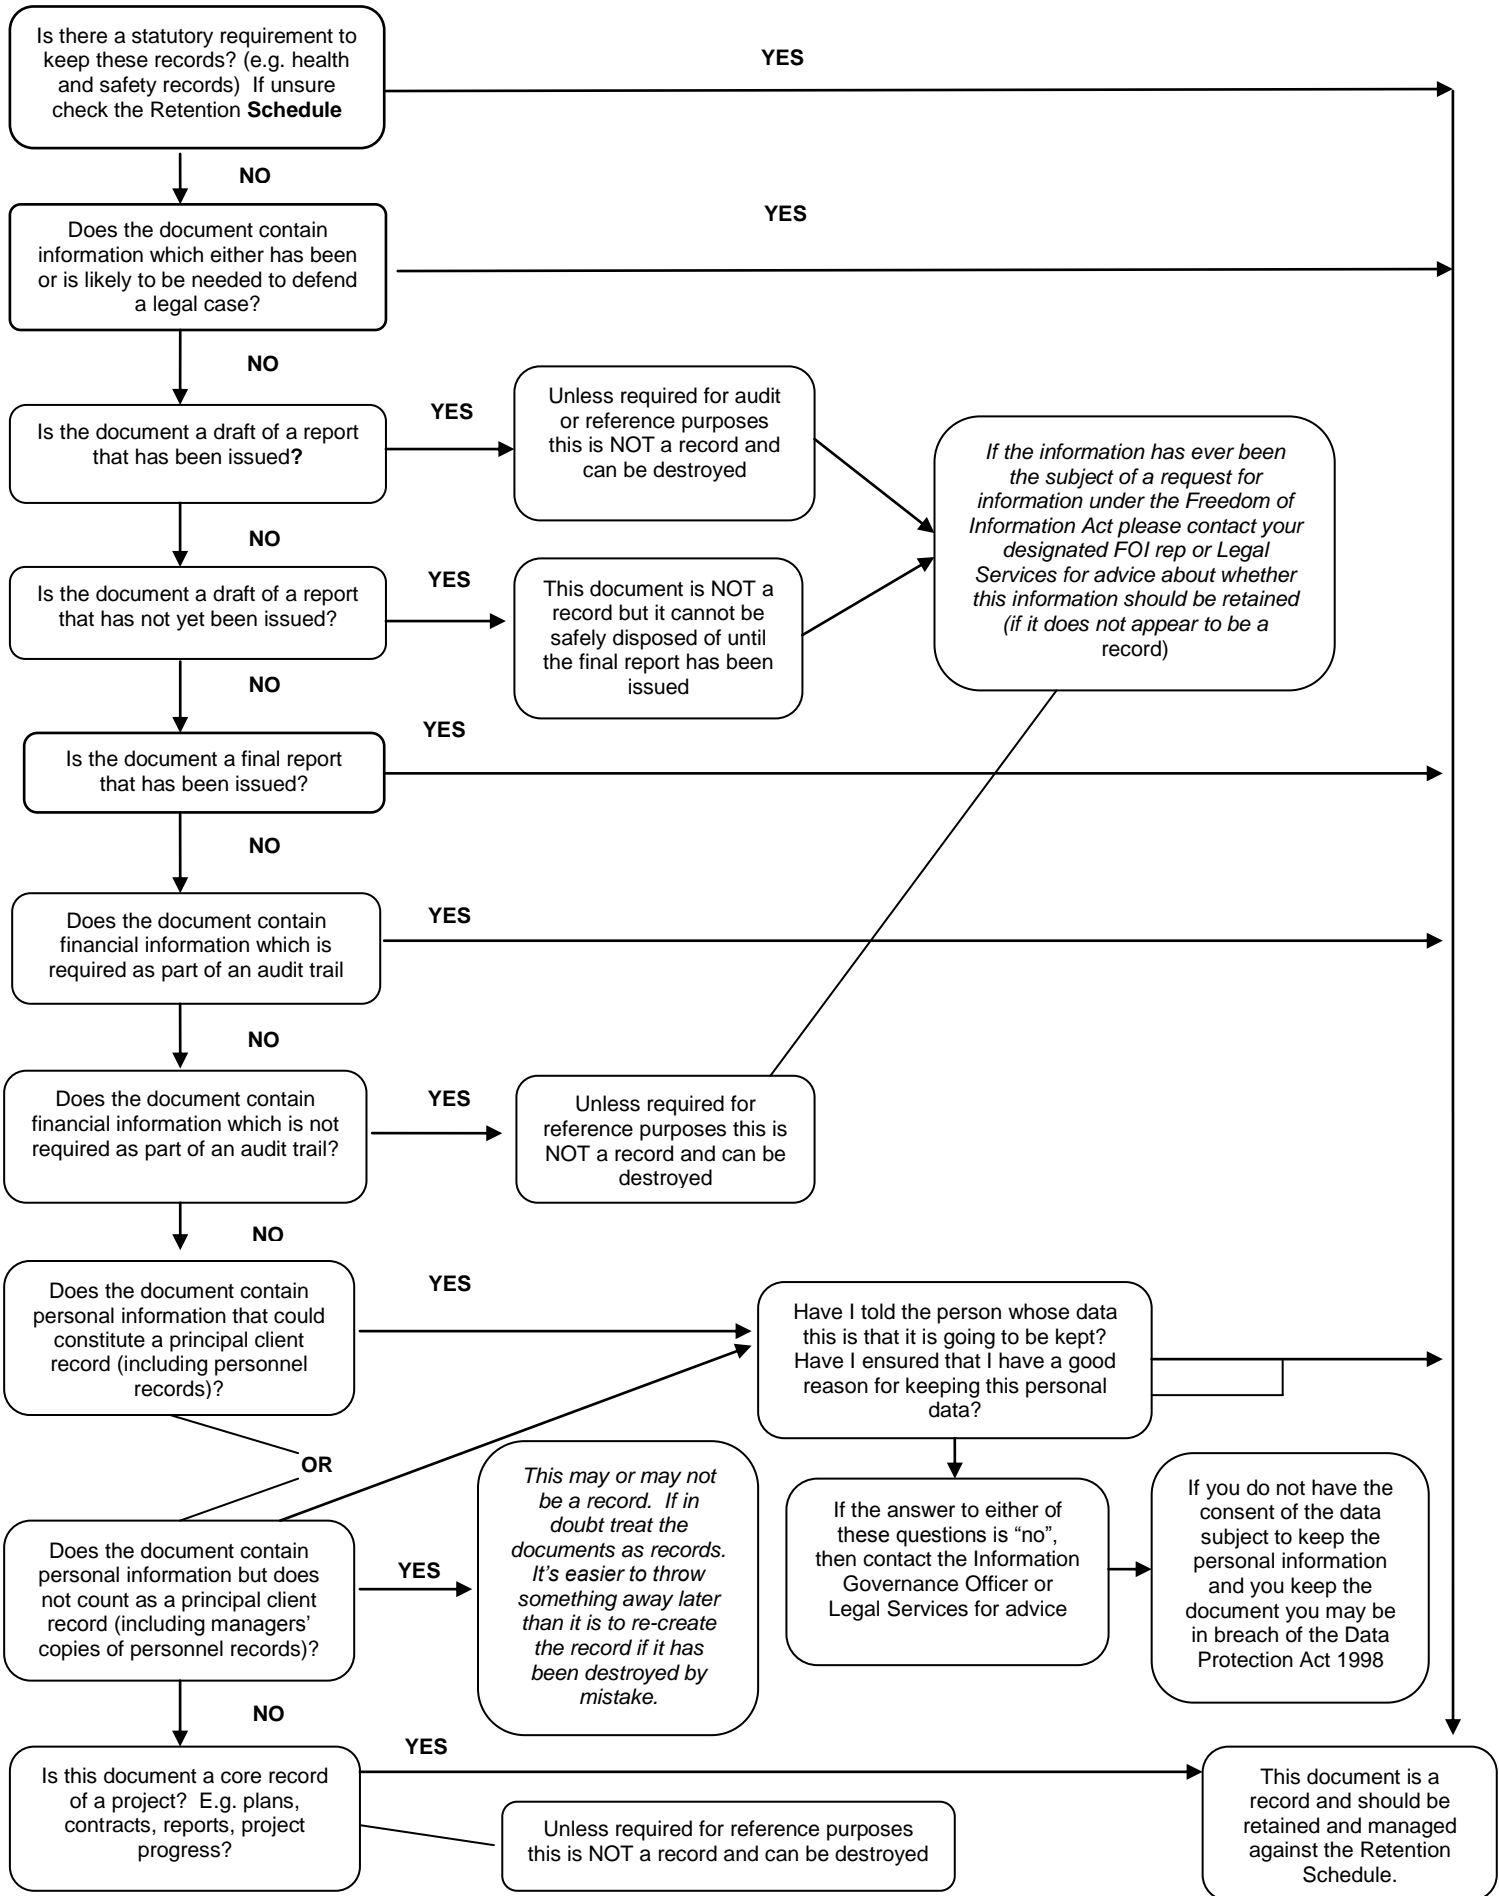 Is there a statutory requirement to
keep these records? (e.g. health
and safety records)  If unsure
check the Retention Schedule
YES
NO
Does the document contain
information which either has been
or is likely to be needed to defend
a legal case?
YES
NO
Is the document a draft of a report
that has been issued?
YES
Unless required for audit
or reference purposes
this is NOT a record and
can be destroyed
If the information has ever been
the subject of a request for
information under the Freedom of
Information Act please contact your
designated FOI rep or Legal
Services for advice about whether
this information should be retained
(if it does not appear to be a
record)
NO
Is the document a draft of a report
that has not yet been issued?
YES
This document is NOT a
record but it cannot be
safely disposed of until
the final report has been
issued
NO
Is the document a final report
that has been issued?
YES
NO
Does the document contain
financial information which is
required as part of an audit trail
YES
NO
Does the document contain
financial information which is not
required as part of an audit trail?
YES
Unless required for
reference purposes this is
NOT a record and can be
destroyed
NO
Does the document contain
personal information that could
constitute a principal client
record (including personnel
records)?
YES
Have I told the person whose data
this is that it is going to be kept?
Have I ensured that I have a good
reason for keeping this personal
data?
OR
Does the document contain
personal information but does
not count as a principal client
record (including managers’
copies of personnel records)?
YES
This may or may not
be a record.  If in
doubt treat the
documents as records.
It’s easier to throw
something away later
than it is to re-create
the record if it has
been destroyed by
mistake.
If the answer to either of
these questions is “no”,
then contact the Information
Governance Officer or
Legal Services for advice
If you do not have the
consent of the data
subject to keep the
personal information
and you keep the
document you may be
in breach of the Data
Protection Act 1998
NO
Is this document a core record
of a project?  E.g. plans,
contracts, reports, project
progress?
YES
Unless required for reference purposes
this is NOT a record and can be destroyed
This document is a
record and should be
retained and managed
against the Retention
Schedule.